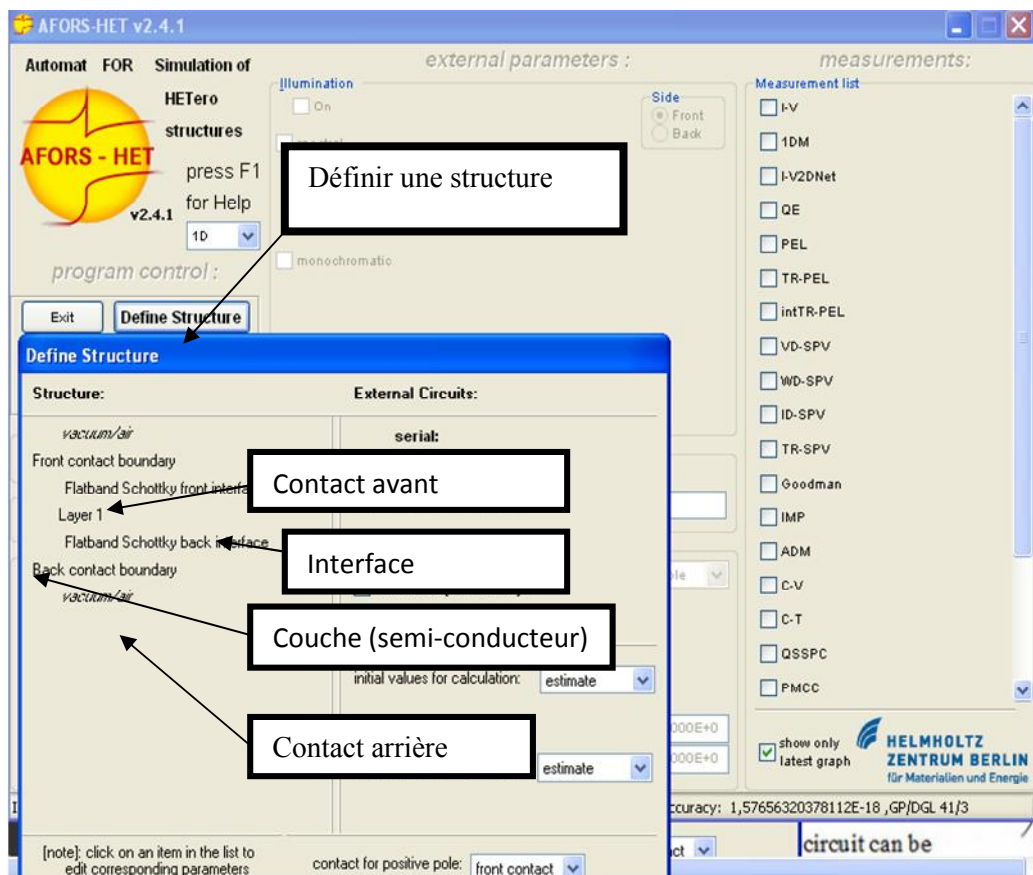 AFORS-HET v2.4.1
Automat FOR Simulation of
HETero
structures
AFORS - HET
v2.4.1
press F1
for Help
1D
program control :
Exit
Define Structure
external parameters :
Illumination
On
Side
Front
Back
monochromatic
Définir une structure
measurements:
Measurement list
I-V
1DM
I-V2DNet
QE
PEL
TR-PEL
intTR-PEL
VD-SPV
WD-SPV
ID-SPV
TR-SPV
Goodman
IMP
ADM
C-V
C-T
QSSPC
PMCC
show only
latest graph
HELMHOLTZ
ZENTRUM BERLIN
für Materialien und Energie
Define Structure
Structure:
vacuum/air
Front contact boundary
Flatband Schottky front interfa
Layer 1
Flatband Schottky back interface
Back contact boundary
vacuum/air
External Circuits:
serial:
Contact avant
Interface
Couche (semi-conducteur)
initial values for calculation:
estimate
Contact arrière
estimate
000E+0
000E+0
ccuracy: 1,57656320378112E-18 ,GP/DGL 41/3
[note]: click on an item in the list to
edit corresponding parameters
contact for positive pole:
front contact
act
circuit can be